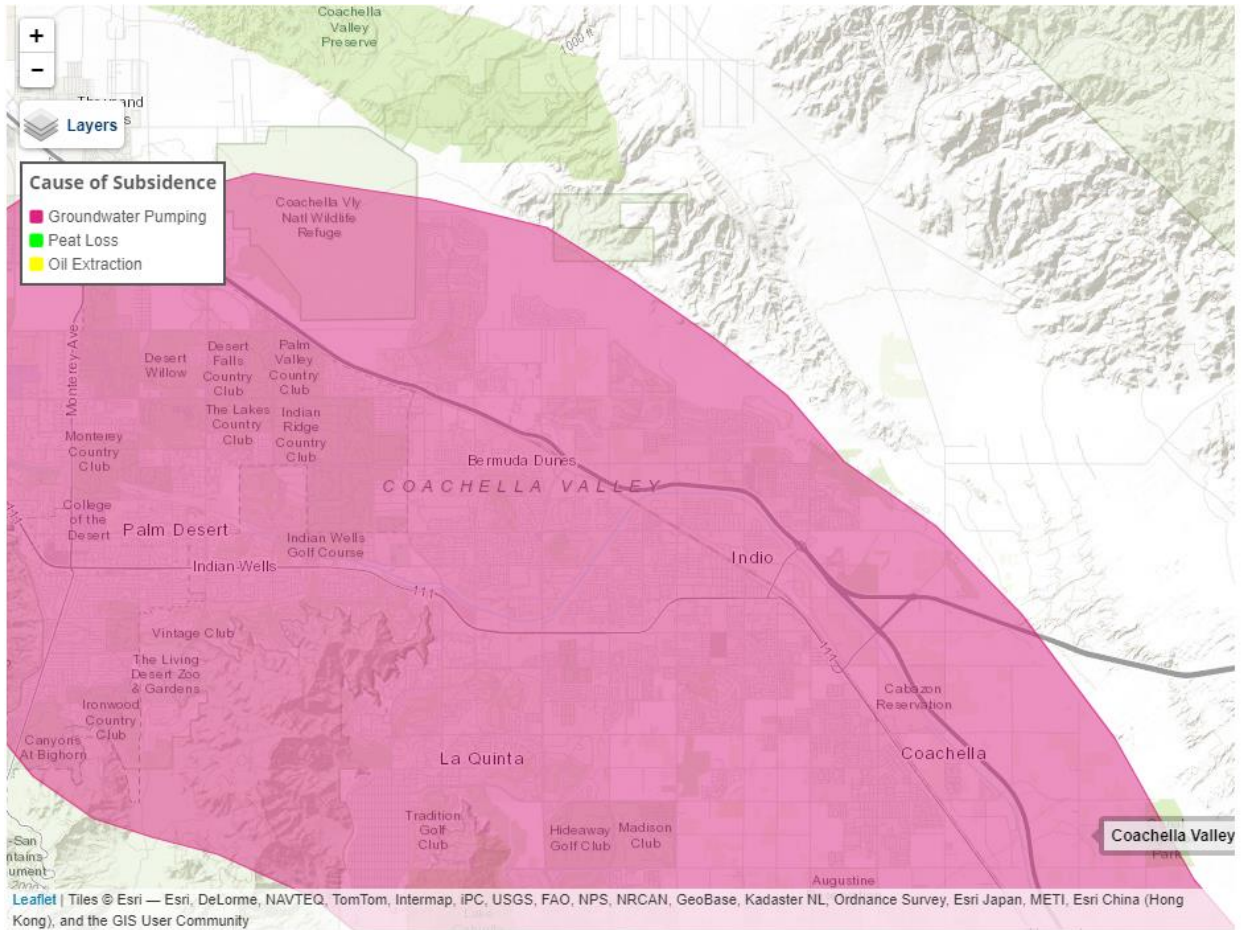 Coachella
Valley
Preserve
1000 ft
+
−
Layers
Cause of Subsidence
Groundwater Pumping
Peat Loss
Oil Extraction
Coachella Vly
Natl Wildlife
Refuge
Monterey-Ave
Desert
Willow
Desert
Falls
Country
Club
Palm
Valley
Country
Club
The Lakes
Country
Club
Indian
Ridge
Country
Club
Monterey
Country
Club
Bermuda Dunes
COACHELLA VALLEY
College
of the
Desert
111
Palm Desert
Indian Wells
Golf Course
Indio
Indian-Wells
111
Vintage Club
111
The Living
Desert Zoo
& Gardens
Cabazon
Reservation
Ironwood
Country
Club
Canyons
At Bighorn
La Quinta
Coachella
Tradition
Golf
Club
Hideaway
Golf Club
Madison
Club
Coachella Valley
Park
Augustine
Leaflet | Tiles © Esri — Esri, DeLorme, NAVTEQ, TomTom, Intermap, iPC, USGS, FAO, NPS, NRCAN, GeoBase, Kadaster NL, Ordnance Survey, Esri Japan, METI, Esri China (Hong
Kong), and the GIS User Community